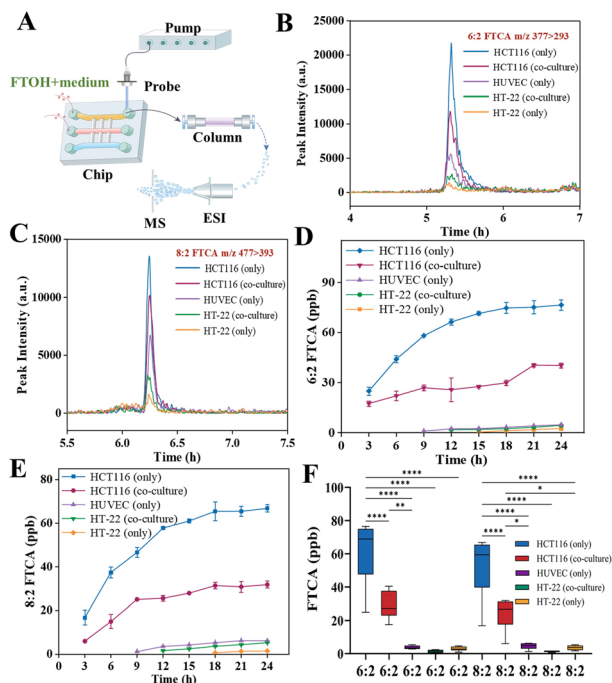 A
Pump
FTOH+medium
Probe
Column
Chip
MS
ESI
B
Peak Intensity (a.u.)
25000
20000
15000
10000
5000
0
6:2 FTCA m/z 377>293
HCT116 (only)
HCT116 (co-culture)
HUVEC (only)
HT-22 (co-culture)
HT-22 (only)
4 5 6 7
Time (h)
C
Peak Intensity (a.u.)
15000
10000
5000
0
8:2 FTCA m/z 477>393
HCT116 (only)
HCT116 (co-culture)
HUVEC (only)
HT-22 (co-culture)
HT-22 (only)
5.5 6.0 6.5 7.0 7.5
Time (h)
D
6:2 FTCA (ppb)
90
60
30
0
HCT116 (only)
HCT116 (co-culture)
HUVEC (only)
HT-22 (co-culture)
HT-22 (only)
0 3 6 9 12 15 18 21 24
Time (h)
E
8:2 FTCA (ppb)
80
60
40
20
0
HCT116 (only)
HCT116 (co-culture)
HUVEC (only)
HT-22 (co-culture)
HT-22 (only)
0 3 6 9 12 15 18 21 24
Time (h)
F
FTCA (ppb)
100
80
60
40
20
0
****
****
****
****
**
****
*
****
****
****
*
HCT116 (only)
HCT116 (co-culture)
HUVEC (only)
HT-22 (co-culture)
HT-22 (only)
6:2 6:2 6:2 6:2 6:2 8:2 8:2 8:2 8:2 8:2